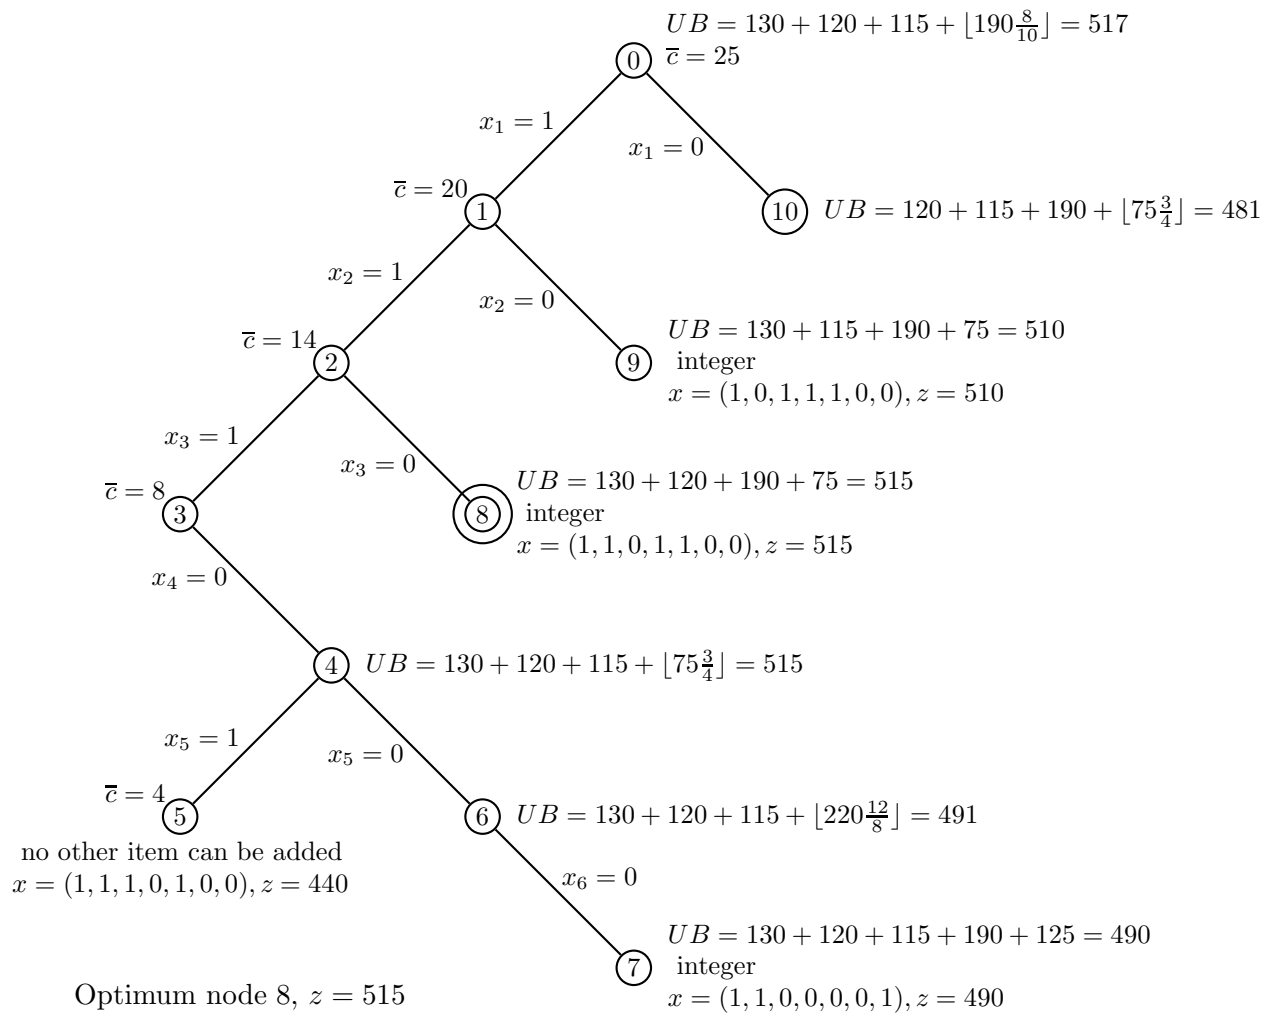 UB = 130 + 120 + 115 + ⌊190 8/10⌋ = 517
0
c̅ = 25
x₁ = 1
x₁ = 0
c̅ = 20
1
10
UB = 120 + 115 + 190 + ⌊75 3/4⌋ = 481
x₂ = 1
x₂ = 0
c̅ = 14
2
9
UB = 130 + 115 + 190 + 75 = 510
integer
x = (1, 0, 1, 1, 1, 0, 0), z = 510
x₃ = 1
x₃ = 0
c̅ = 8
3
8
UB = 130 + 120 + 190 + 75 = 515
integer
x = (1, 1, 0, 1, 1, 0, 0), z = 515
x₄ = 0
4
UB = 130 + 120 + 115 + ⌊75 3/4⌋ = 515
x₅ = 1
x₅ = 0
c̅ = 4
5
no other item can be added
x = (1, 1, 1, 0, 1, 0, 0), z = 440
6
UB = 130 + 120 + 115 + ⌊220 12/8⌋ = 491
x₆ = 0
7
UB = 130 + 120 + 115 + 190 + 125 = 490
integer
x = (1, 1, 0, 0, 0, 0, 1), z = 490
Optimum node 8, z = 515